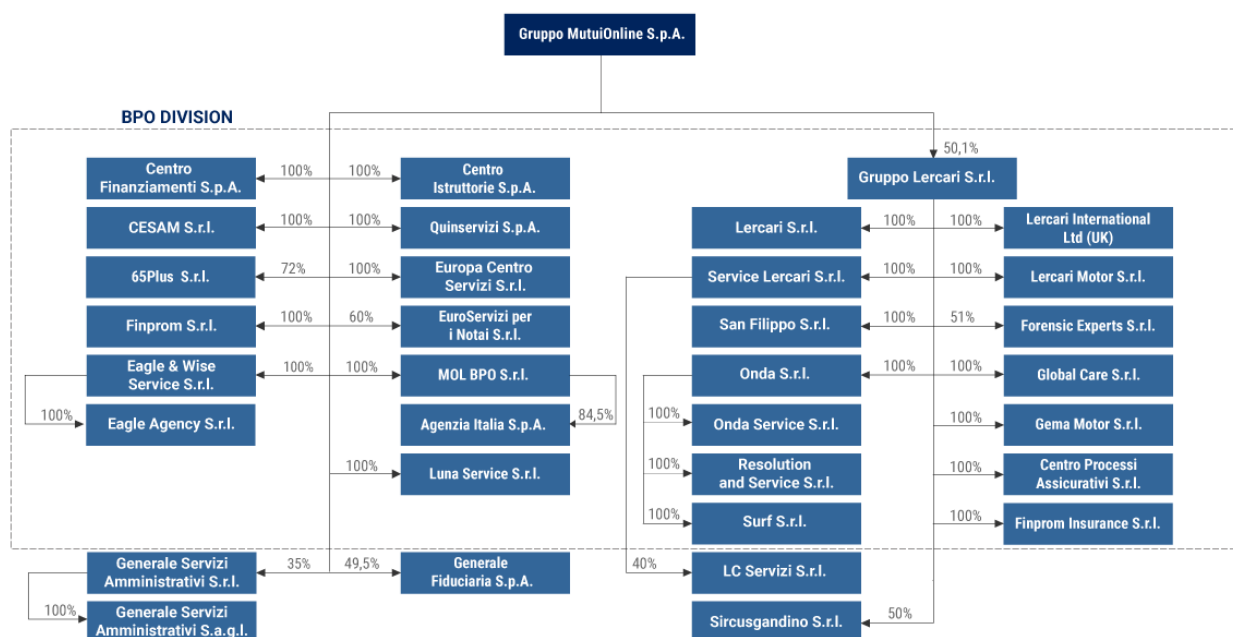 Gruppo MutuiOnline S.p.A.
BPO DIVISION
50,1%
Centro
Finanziamenti S.p.A.
100%
100%
Centro
Istruttorie S.p.A.
Gruppo Lercari S.r.l.
CESAM S.r.l.
100%
100%
Quinservizi S.p.A.
Lercari S.r.l.
100%
100%
Lercari International
Ltd (UK)
65Plus S.r.l.
72%
100%
Europa Centro
Servizi S.r.l.
Service Lercari S.r.l.
100%
100%
Lercari Motor S.r.l.
Finprom S.r.l.
100%
60%
EuroServizi per
i Notai S.r.l.
San Filippo S.r.l.
100%
51%
Forensic Experts S.r.l.
Eagle & Wise
Service S.r.l.
100%
100%
MOL BPO S.r.l.
Onda S.r.l.
100%
100%
Global Care S.r.l.
100%
Eagle Agency S.r.l.
Agenzia Italia S.p.A.
84,5%
100%
Onda Service S.r.l.
100%
Gema Motor S.r.l.
100%
Luna Service S.r.l.
100%
Resolution
and Service S.r.l.
100%
Centro Processi
Assicurativi S.r.l.
100%
Surf S.r.l.
100%
Finprom Insurance S.r.l.
Generale Servizi
Amministrativi S.r.l.
35%
49,5%
Generale
Fiduciaria S.p.A.
40%
LC Servizi S.r.l.
100%
Generale Servizi
Amministrativi S.a.g.l.
Sircusgandino S.r.l.
50%